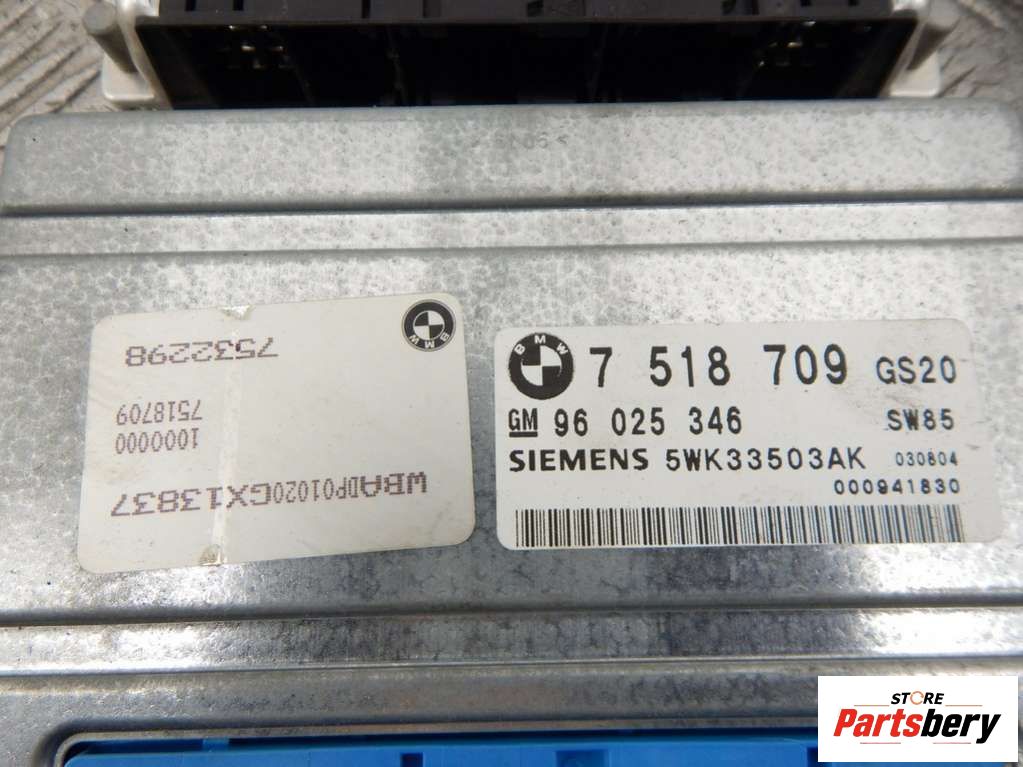 7532298
7518709
1000000
WBADP01020GX13837
BMW
BMW
7 518 709 GS20
GM 96 025 346 SW85
SIEMENS 5WK33503AK 030804
000941830
STORE
Partsbery